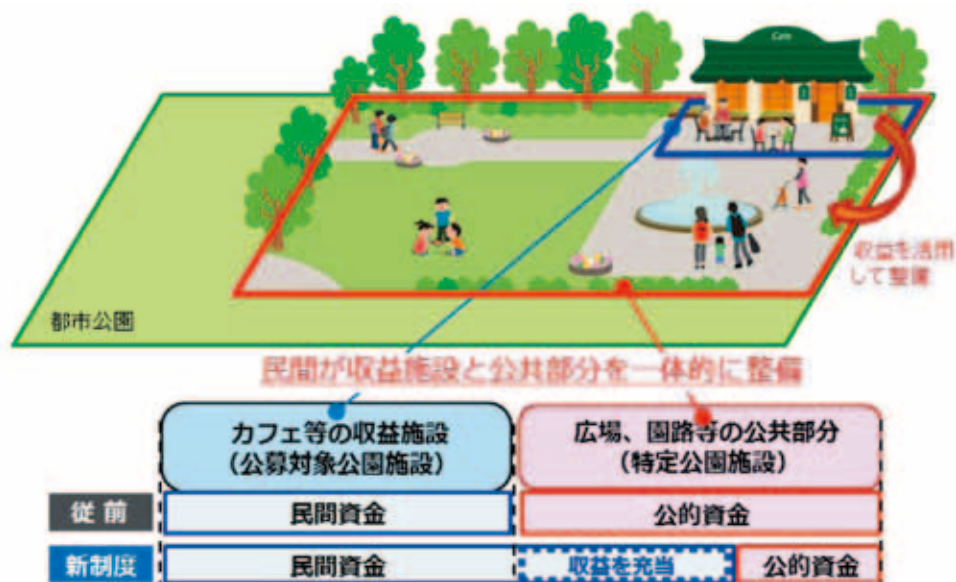 Cafe
収益を活用
して整備
都市公園
民間が収益施設と公共部分を一体的に整備
カフェ等の収益施設
(公募対象公園施設)
広場、園路等の公共部分
(特定公園施設)
従前
民間資金
公的資金
新制度
民間資金
収益を充当
公的資金